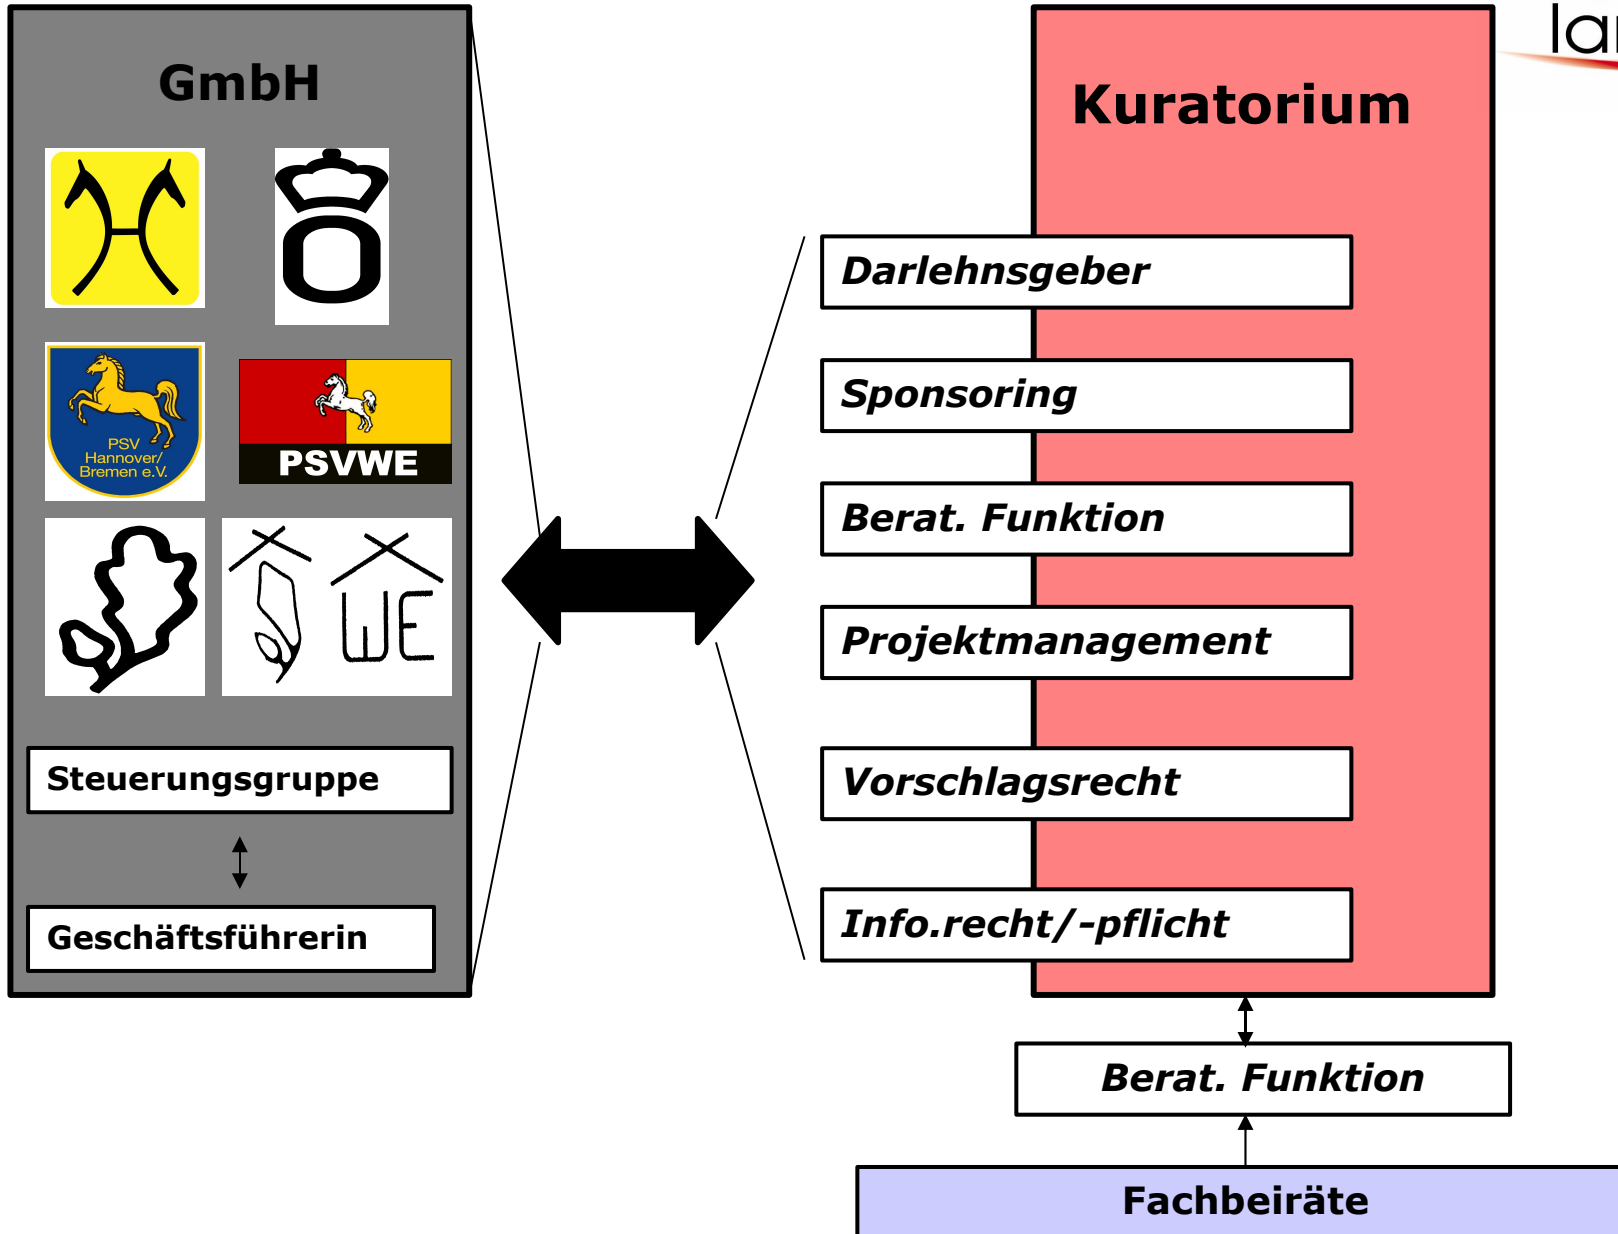 GmbH
PSV
Hannover/
Bremen e.V.
PSVWE
WE
Steuerungsgruppe
Geschäftsführerin
Kuratorium
Darlehnsgeber
Sponsoring
Berat. Funktion
Projektmanagement
Vorschlagsrecht
Info.recht/-pflicht
Berat. Funktion
Fachbeiräte